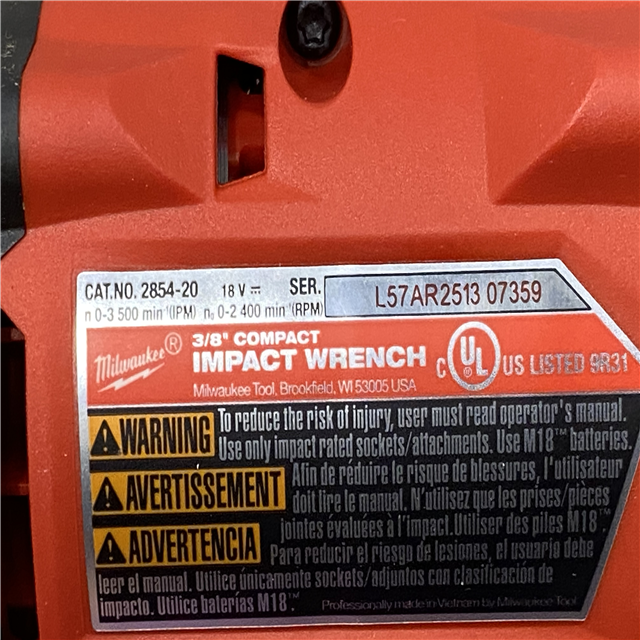 CAT.NO. 2854-20 18 V ⎓ SER. L57AR2513 07359
n 0-3 500 min⁻¹(IPM) n₀ 0-2 400 min⁻¹(RPM)
Milwaukee® 3/8" COMPACT
IMPACT WRENCH
C UL® US LISTED 9R31
Milwaukee Tool, Brookfield, WI 53005 USA
WARNING To reduce the risk of injury, user must read operator's manual.
Use only impact rated sockets/attachments. Use M18™ batteries.
AVERTISSEMENT Afin de réduire le risque de blessures, l'utilisateur
doit lire le manual. N'utilisez que les prises/pièces
jointes évaluées à l'impact. Utiliser des piles M18™.
ADVERTENCIA Para reducir el riesgo de lesiones, el usuario debe
leer el manual. Utilice únicamente sockets/adjuntos con clasificación de
impacto. Utilice baterías M18™.
Professionally made in Vietnam by Milwaukee Tool